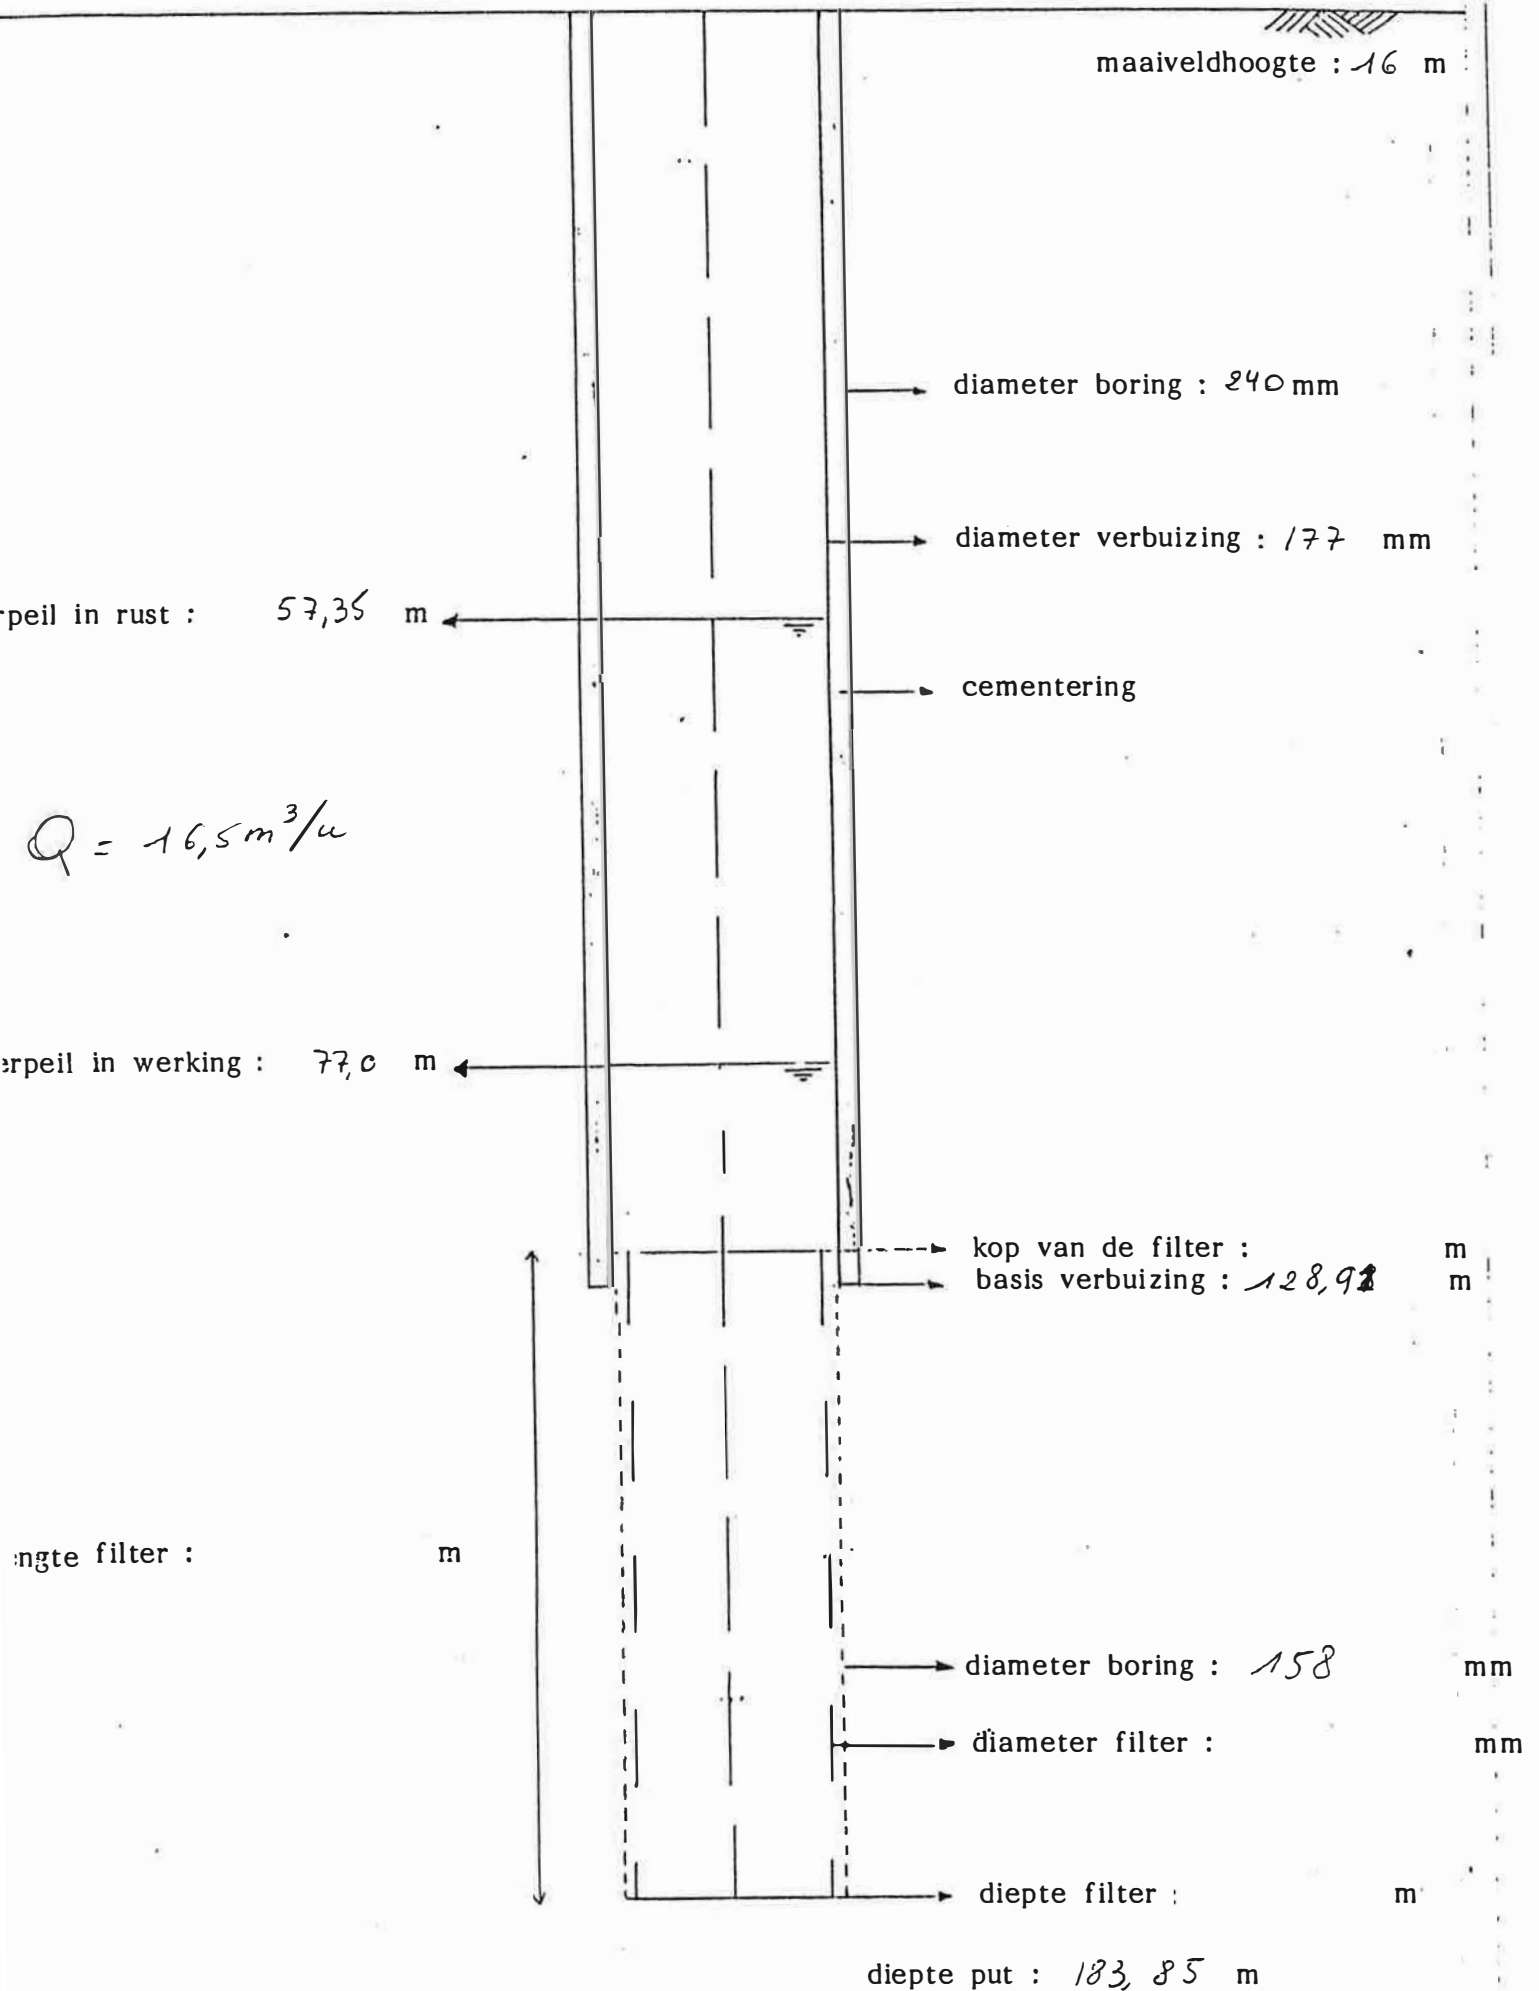 maaiveldhoogte : 16 m
diameter boring : 240 mm
diameter verbuizing : 177 mm
rpeil in rust : 57,35 m
cementering
Q = 16,5 m³/u
erpeil in werking : 77,0 m
kop van de filter : m
basis verbuizing : m
engte filter : m
diameter boring : 158 mm
diameter filter : mm
diepte filter : m
diepte put : 183,85 m